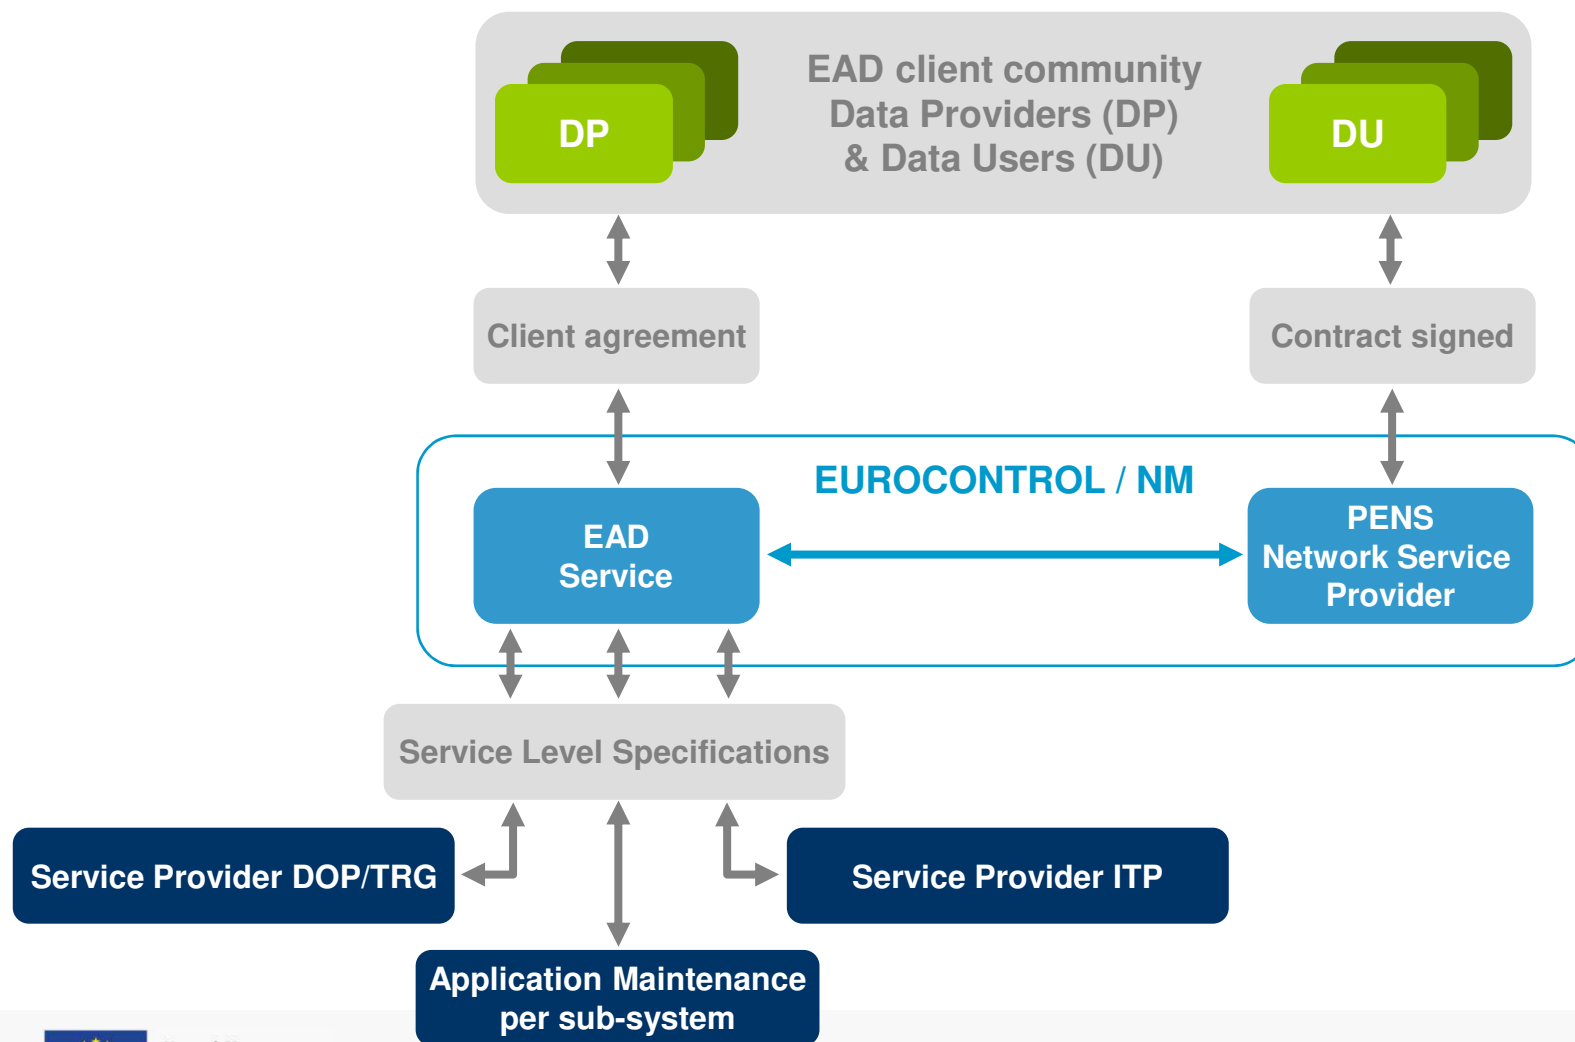 EAD client community
Data Providers (DP)
& Data Users (DU)
DP
DU
Client agreement
Contract signed
EUROCONTROL / NM
EAD
Service
PENS
Network Service
Provider
Service Level Specifications
Service Provider DOP/TRG
Service Provider ITP
Application Maintenance
per sub-system